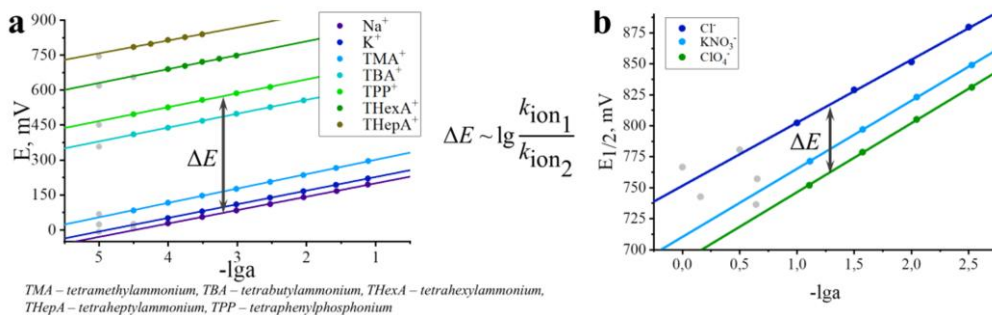 a
900
750
600
450
300
150
0
E, mV
5
4
3
2
1
-lga
ΔE
Na⁺
K⁺
TMA⁺
TBA⁺
TPP⁺
THexA⁺
THepA⁺
TMA – tetramethylammonium, TBA – tetrabutylammonium, THexA – tetrahexylammonium,
THepA – tetraheptylammonium, TPP – tetraphenylphosphonium
ΔE ~ lg k_ion₁ / k_ion₂
b
875
850
825
800
775
750
725
700
E₁/₂, mV
0,0
0,5
1,0
1,5
2,0
2,5
-lga
ΔE
Cl⁻
KNO₃⁻
ClO₄⁻